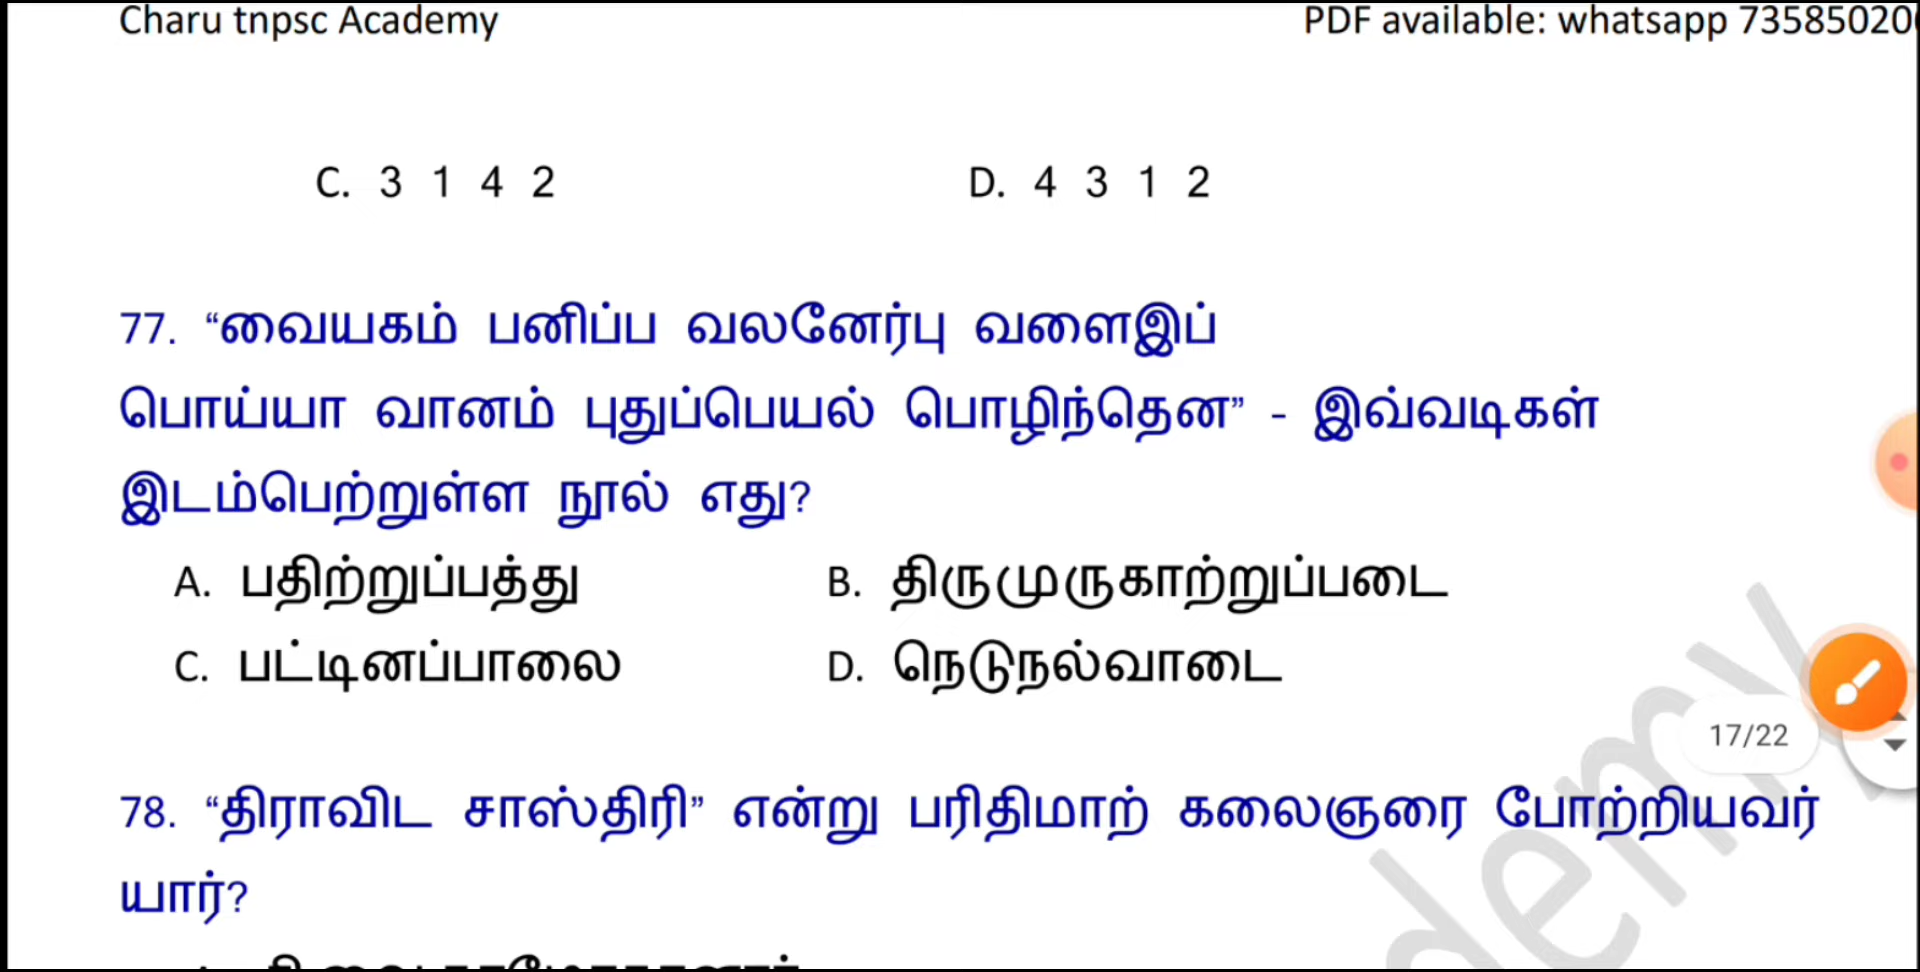 Charu tnpsc Academy PDF available: whatsapp 735850200
C. 3 1 4 2 D. 4 3 1 2
77. “வையகம் பனிப்ப வலனேர்பு வளைஇப்
பொய்யா வானம் புதுப்பெயல் பொழிந்தென” - இவ்வடிகள்
இடம்பெற்றுள்ள நூல் எது?
A. பதிற்றுப்பத்து B. திருமுருகாற்றுப்படை
C. பட்டினப்பாலை D. நெடுநல்வாடை
17/22
78. “திராவிட சாஸ்திரி” என்று பரிதிமாற் கலைஞரை போற்றியவர்
யார்?